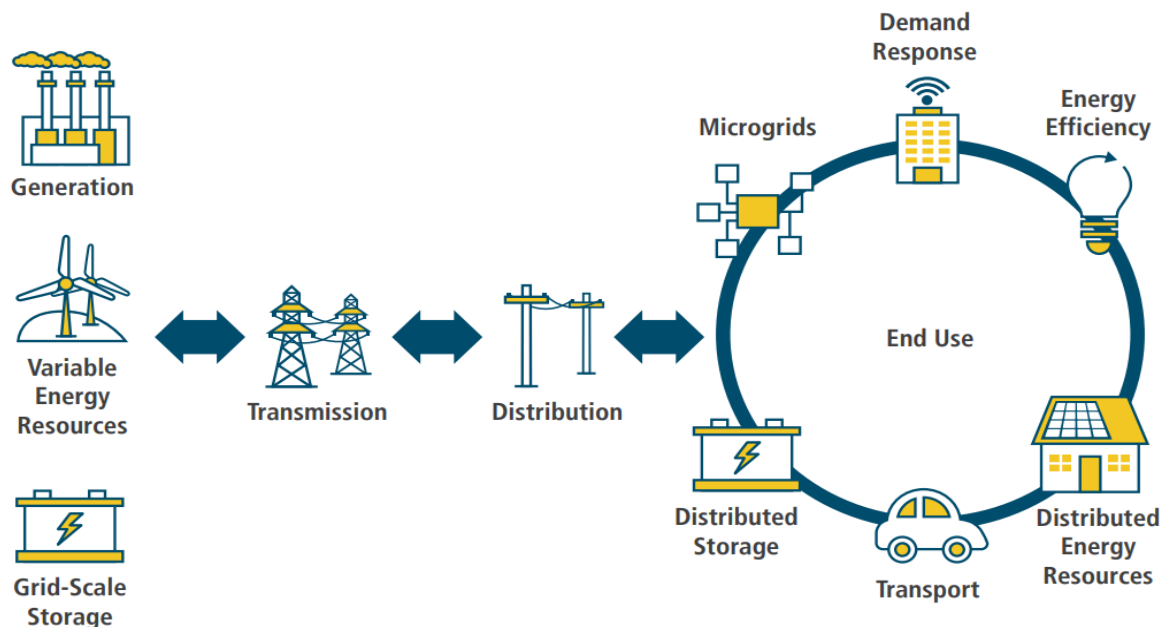 Generation
Variable
Energy
Resources
Grid-Scale
Storage
Transmission
Distribution
Microgrids
Demand
Response
Energy
Efficiency
End Use
Distributed
Storage
Transport
Distributed
Energy
Resources